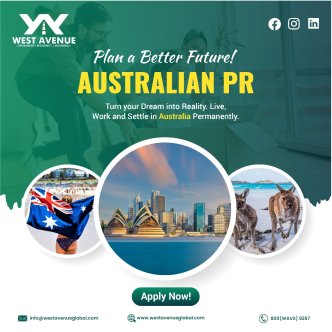 WEST AVENUE
Plan a Better Future!
AUSTRALIAN PR
Turn your Dream into Reality. Live,
Work and Settle in Australia Permanently.
Apply Now!
info@westavenueglobal.com
www.westavenueglobal.com
800(WAVE) 9287